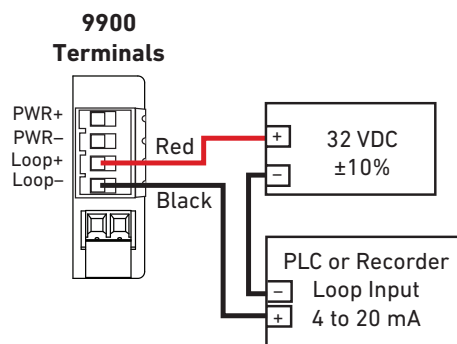 9900
Terminals
PWR+
PWR–
Loop+
Loop–
Red
Black
+
32 VDC
–
±10%
PLC or Recorder
– Loop Input
+ 4 to 20 mA